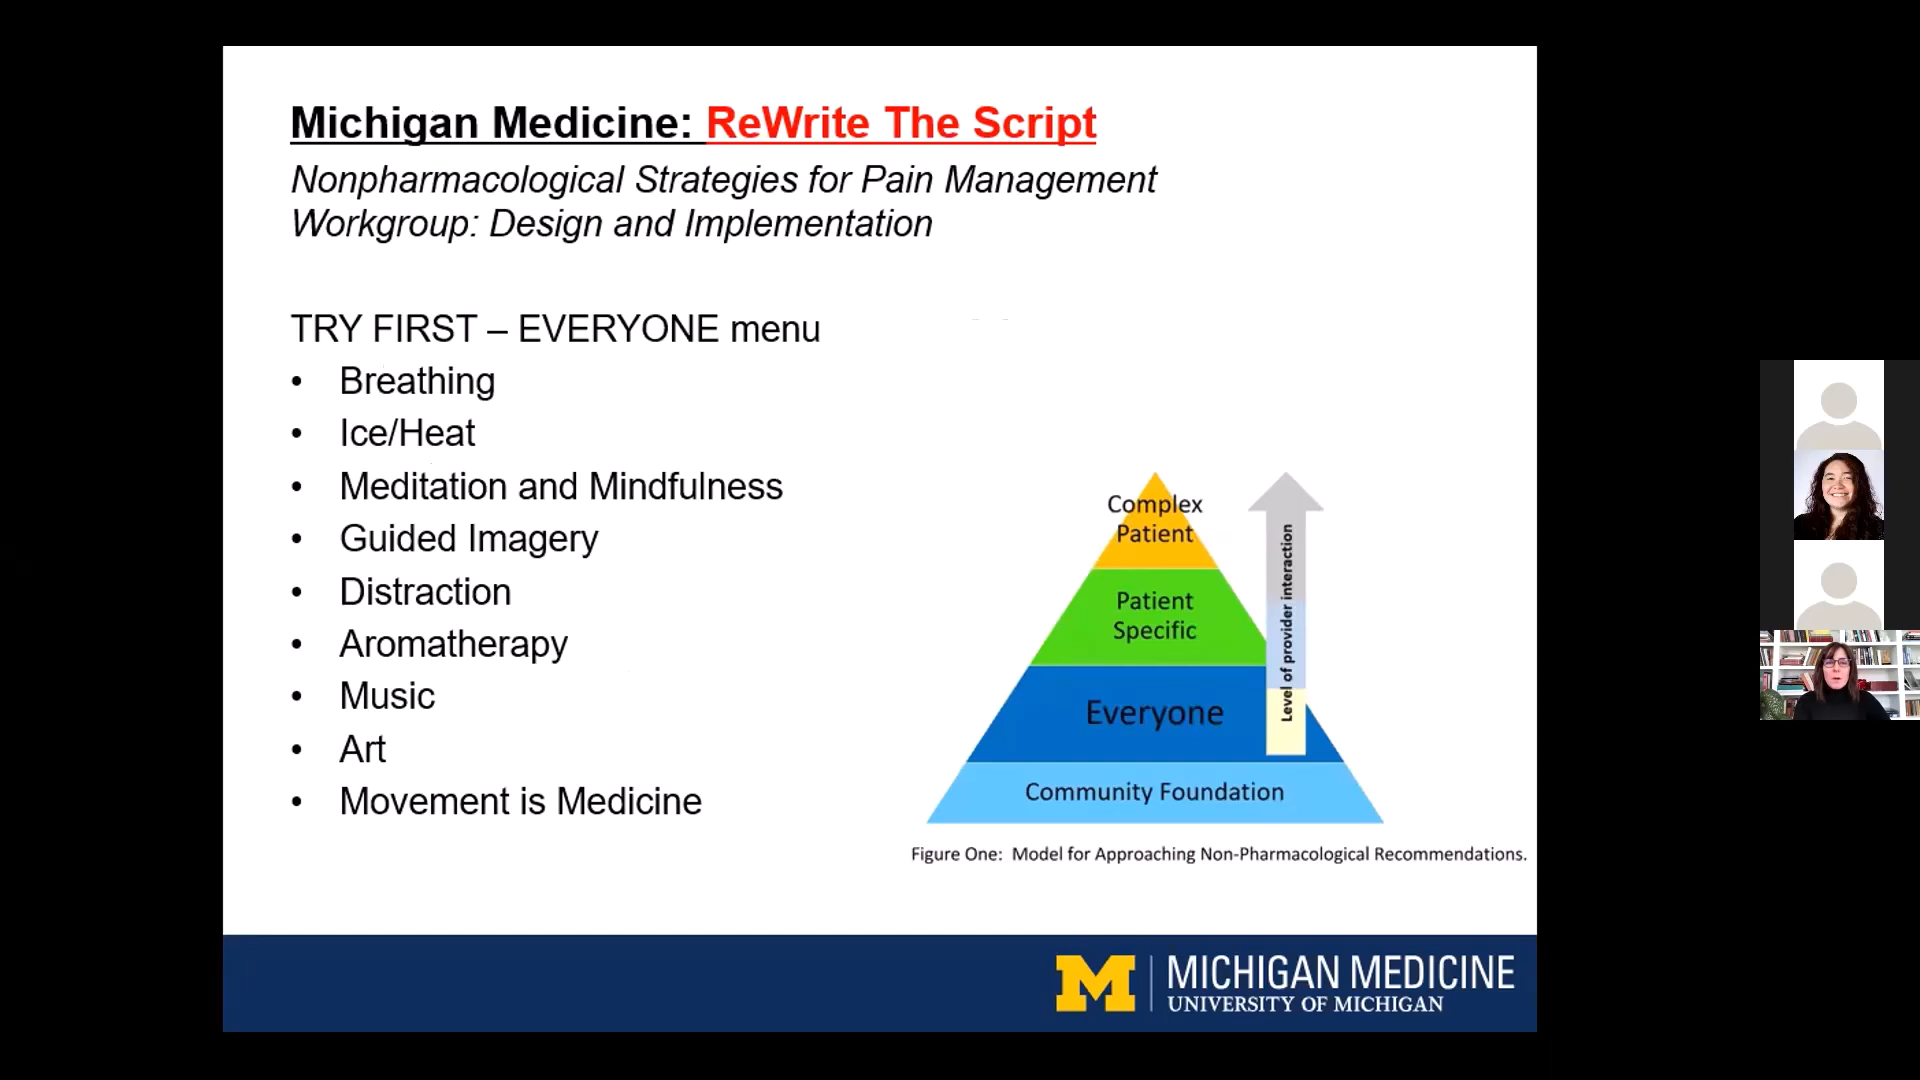 Michigan Medicine: ReWrite The Script
Nonpharmacological Strategies for Pain Management
Workgroup: Design and Implementation
TRY FIRST – EVERYONE menu
• Breathing
• Ice/Heat
• Meditation and Mindfulness
• Guided Imagery
• Distraction
• Aromatherapy
• Music
• Art
• Movement is Medicine
Complex
Patient
Patient
Specific
Everyone
Community Foundation
Level of provider interaction
Figure One: Model for Approaching Non-Pharmacological Recommendations.
M | MICHIGAN MEDICINE
UNIVERSITY OF MICHIGAN